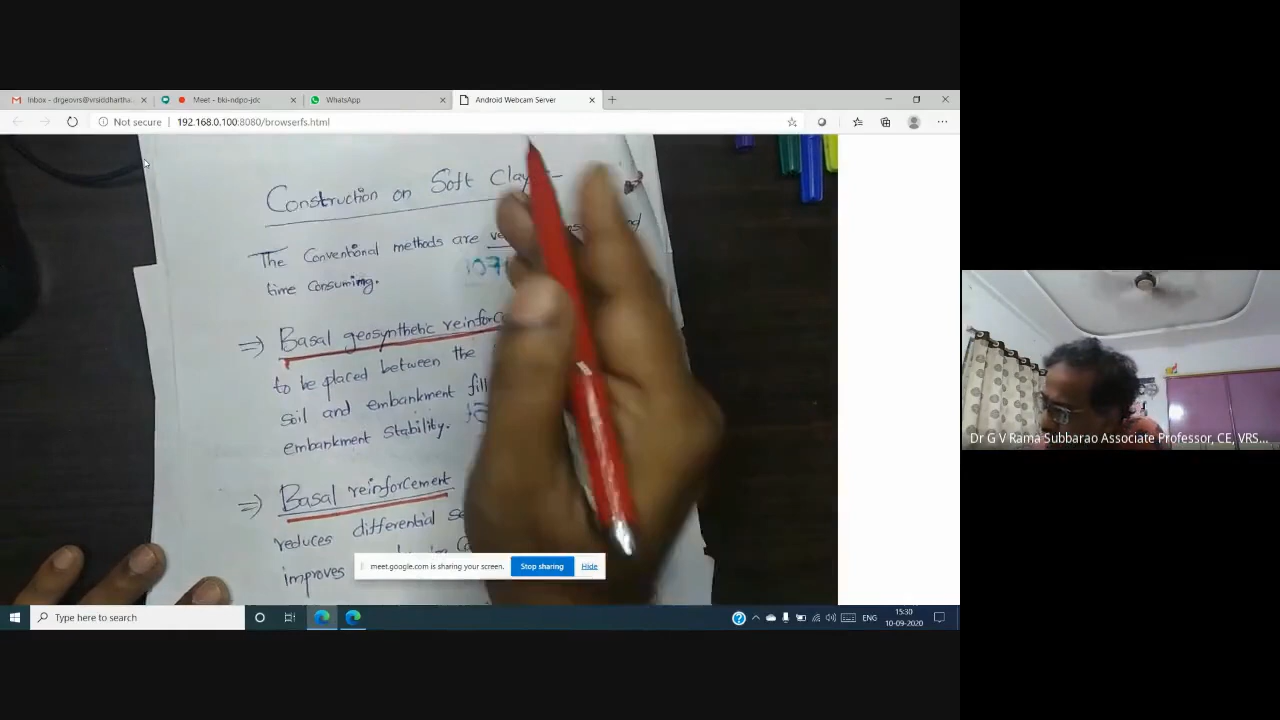 Inbox - drgeovrs@vrsiddhartha...
Meet - bki-ndpo-jdc
WhatsApp
Android Webcam Server
Not secure
192.168.0.100:8080/browserfs.html
Construction on Soft Clay
The Conventional methods are
time consuming.
⇒ Basal geosynthetic
to be placed between the
soil and embankment fill
embankment stability.
⇒ Basal reinforcement
reduces differential
improves
meet.google.com is sharing your screen.
Stop sharing
Hide
Type here to search
ENG
15:30
10-09-2020
Dr G V Rama Subbarao Associate Professor, CE, VRS...